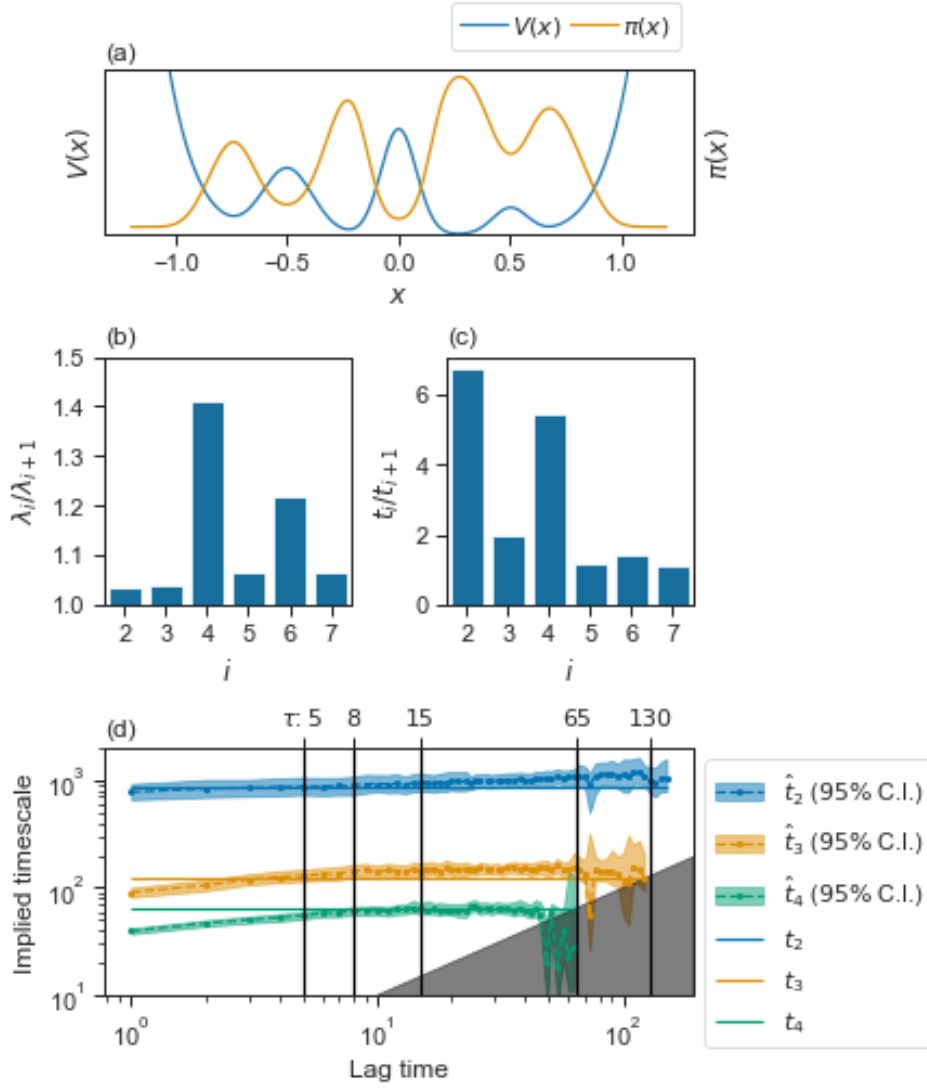 V(x) π(x)
(a)
V(x)
π(x)
−1.0 −0.5 0.0 0.5 1.0
x
(b)
λᵢ/λᵢ₊₁
1.5
1.4
1.3
1.2
1.1
1.0
2 3 4 5 6 7
i
(c)
tᵢ/tᵢ₊₁
6
4
2
0
2 3 4 5 6 7
i
(d)
τ: 5 8 15 65 130
Implied timescale
10³
10²
10¹
10⁰ 10¹ 10²
Lag time
t̂₂ (95% C.I.)
t̂₃ (95% C.I.)
t̂₄ (95% C.I.)
t₂
t₃
t₄